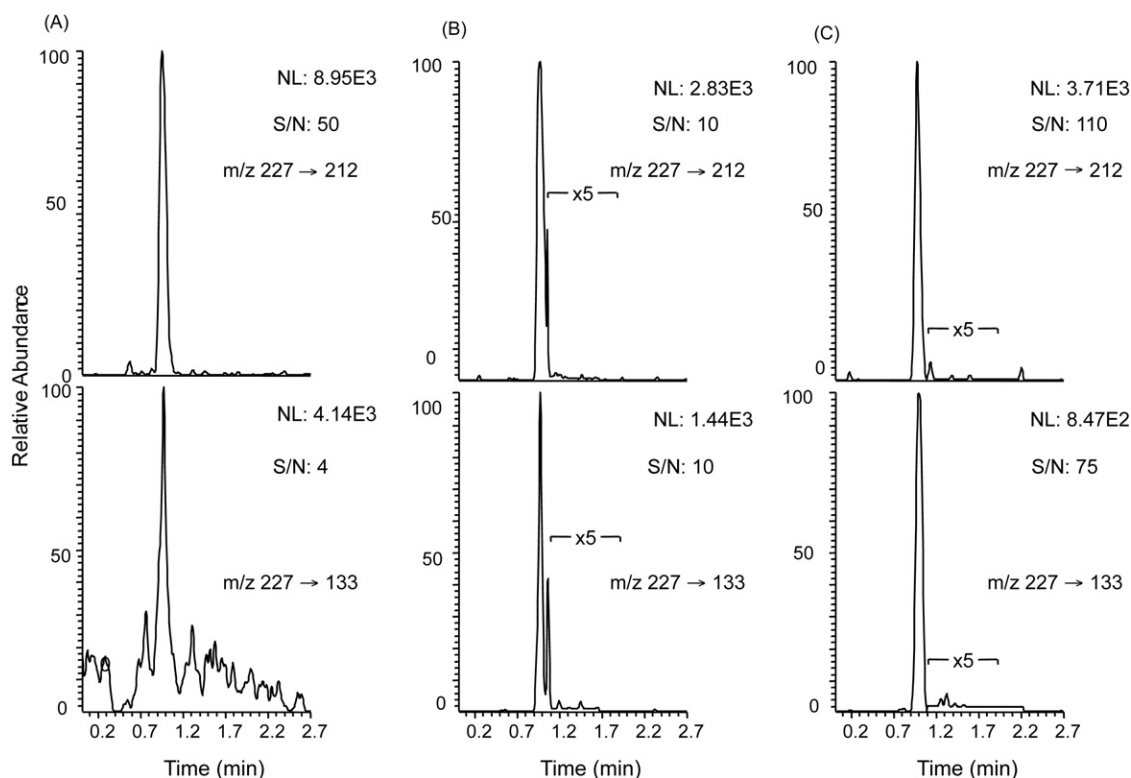 (A)
100
NL: 8.95E3
S/N: 50
m/z 227 → 212
50
0
100
NL: 4.14E3
S/N: 4
50
m/z 227 → 133
0
0.2 0.7 1.2 1.7 2.2 2.7
Time (min)
Relative Abundance
(B)
100
NL: 2.83E3
S/N: 10
m/z 227 → 212
x5
50
0
100
NL: 1.44E3
S/N: 10
x5
50
m/z 227 → 133
0
0.2 0.7 1.2 1.7 2.2 2.7
Time (min)
(C)
100
NL: 3.71E3
S/N: 110
m/z 227 → 212
50
x5
0
100
NL: 8.47E2
S/N: 75
50
m/z 227 → 133
x5
0
0.2 0.7 1.2 1.7 2.2 2.7
Time (min)